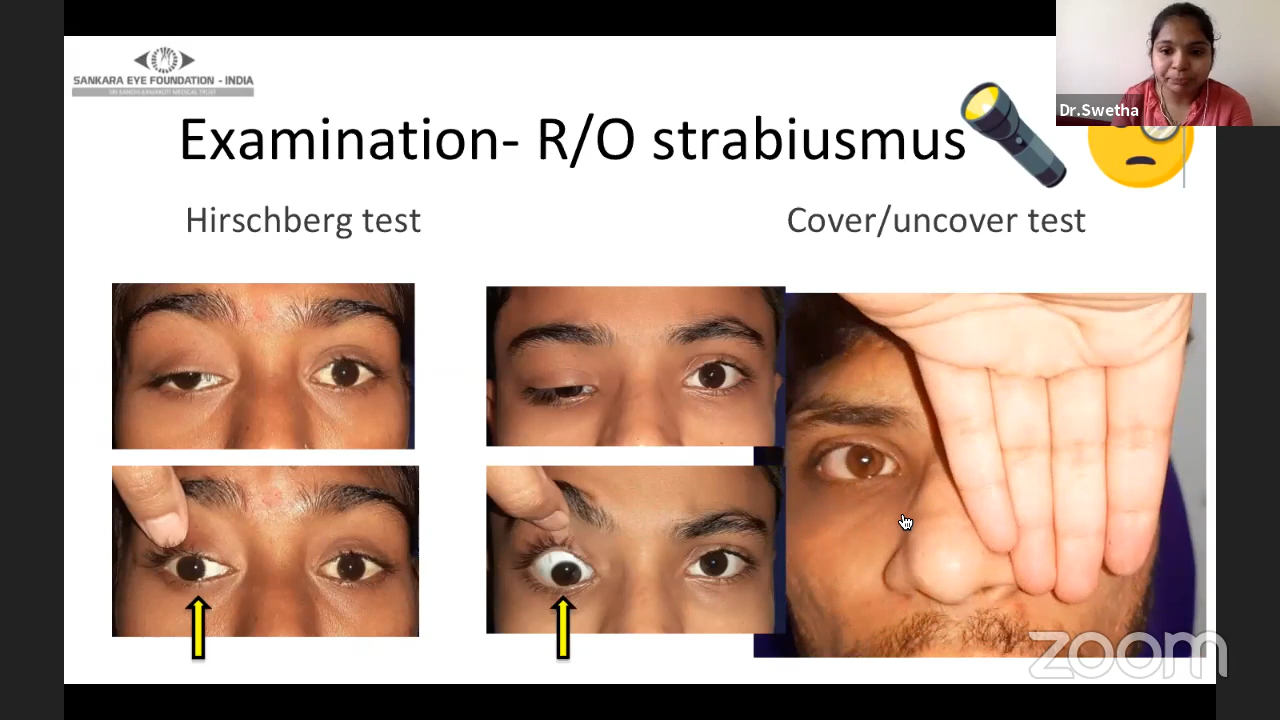 SANKARA EYE FOUNDATION - INDIA
SRI KANCHI KAMAKOTI MEDICAL TRUST
Dr.Swetha
Examination- R/O strabiusmus
Hirschberg test
Cover/uncover test
zoom